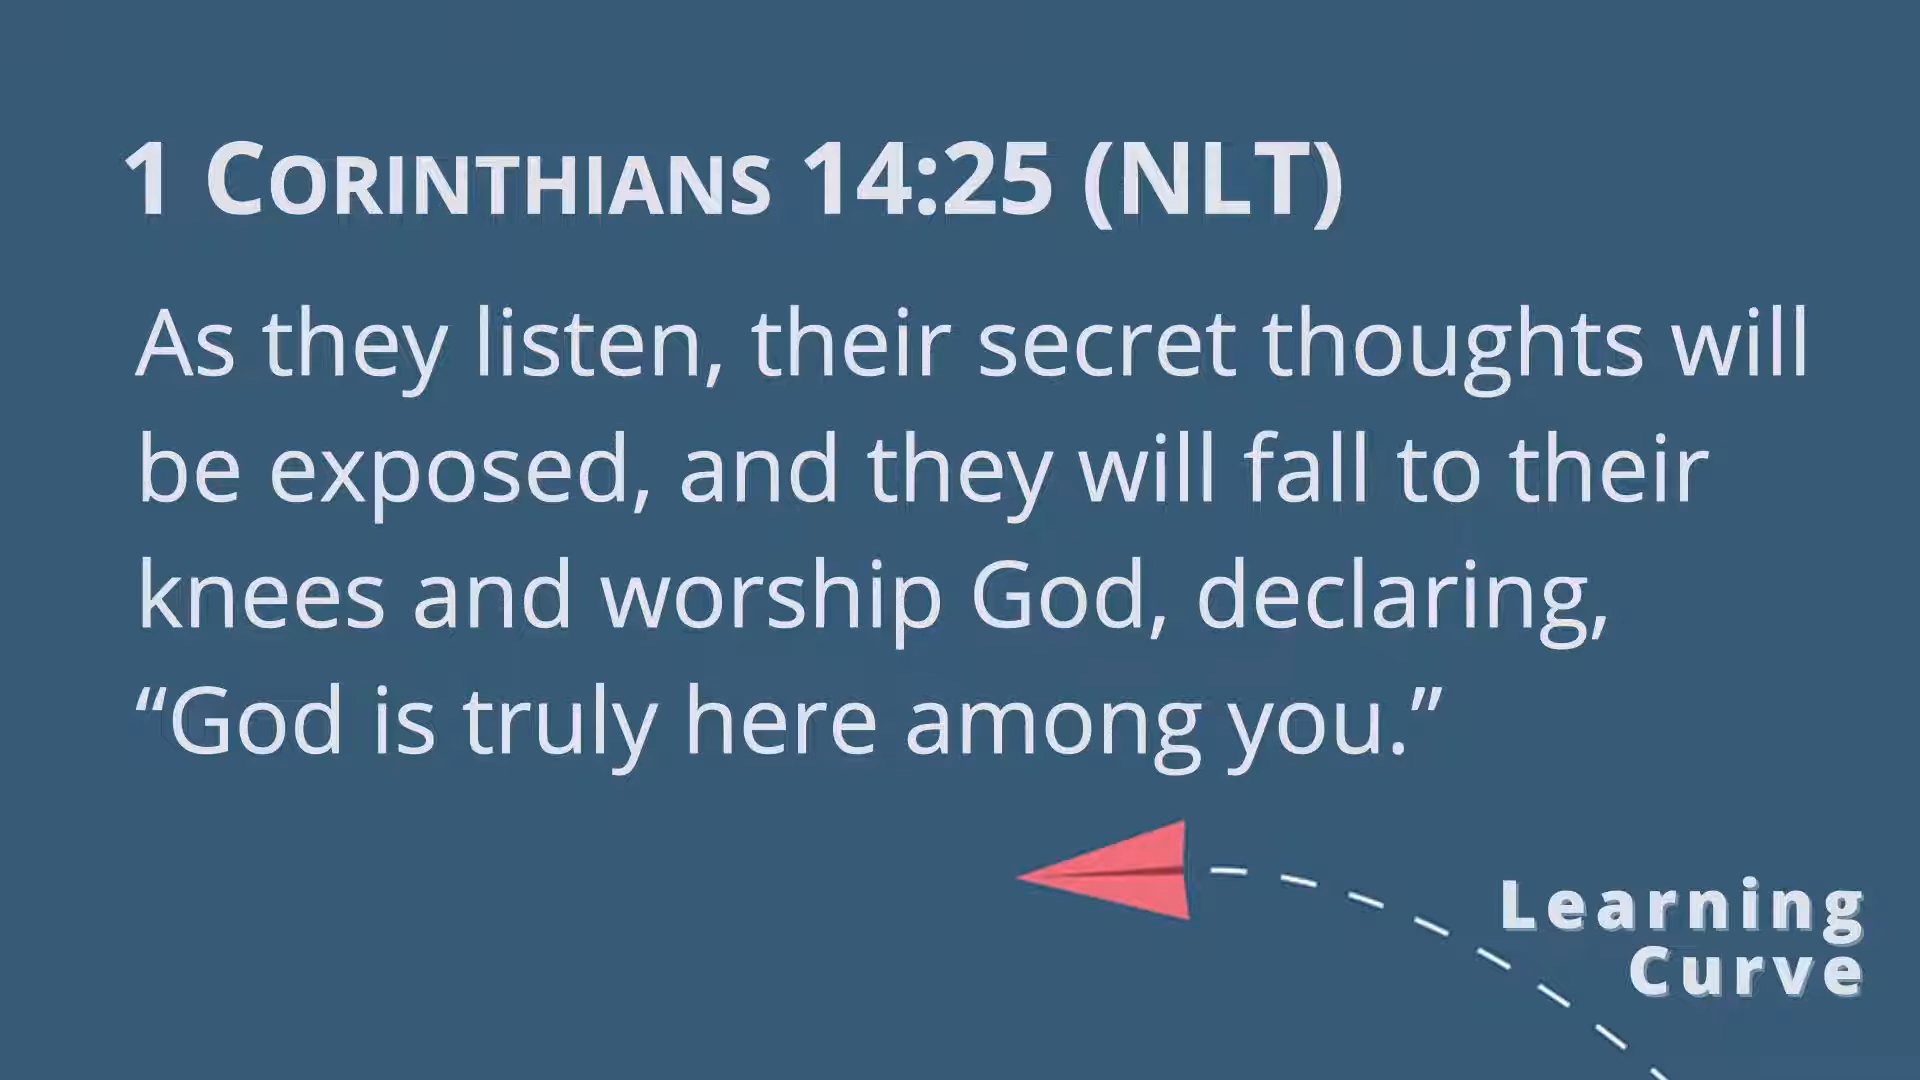 1 Corinthians 14:25 (NLT)
As they listen, their secret thoughts will
be exposed, and they will fall to their
knees and worship God, declaring,
“God is truly here among you.”
Learning
Curve